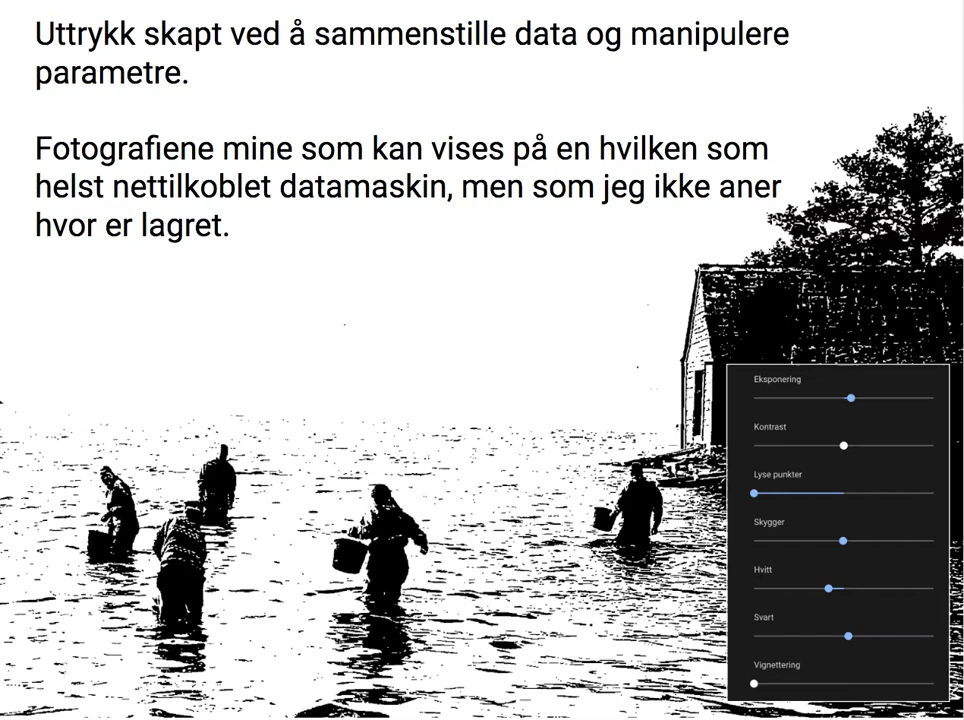 Uttrykk skapt ved å sammenstille data og manipulere
parametre.
Fotografiene mine som kan vises på en hvilken som
helst nettilkoblet datamaskin, men som jeg ikke aner
hvor er lagret.
Eksponering
Kontrast
Lyse punkter
Skygger
Hvitt
Svart
Vignettering